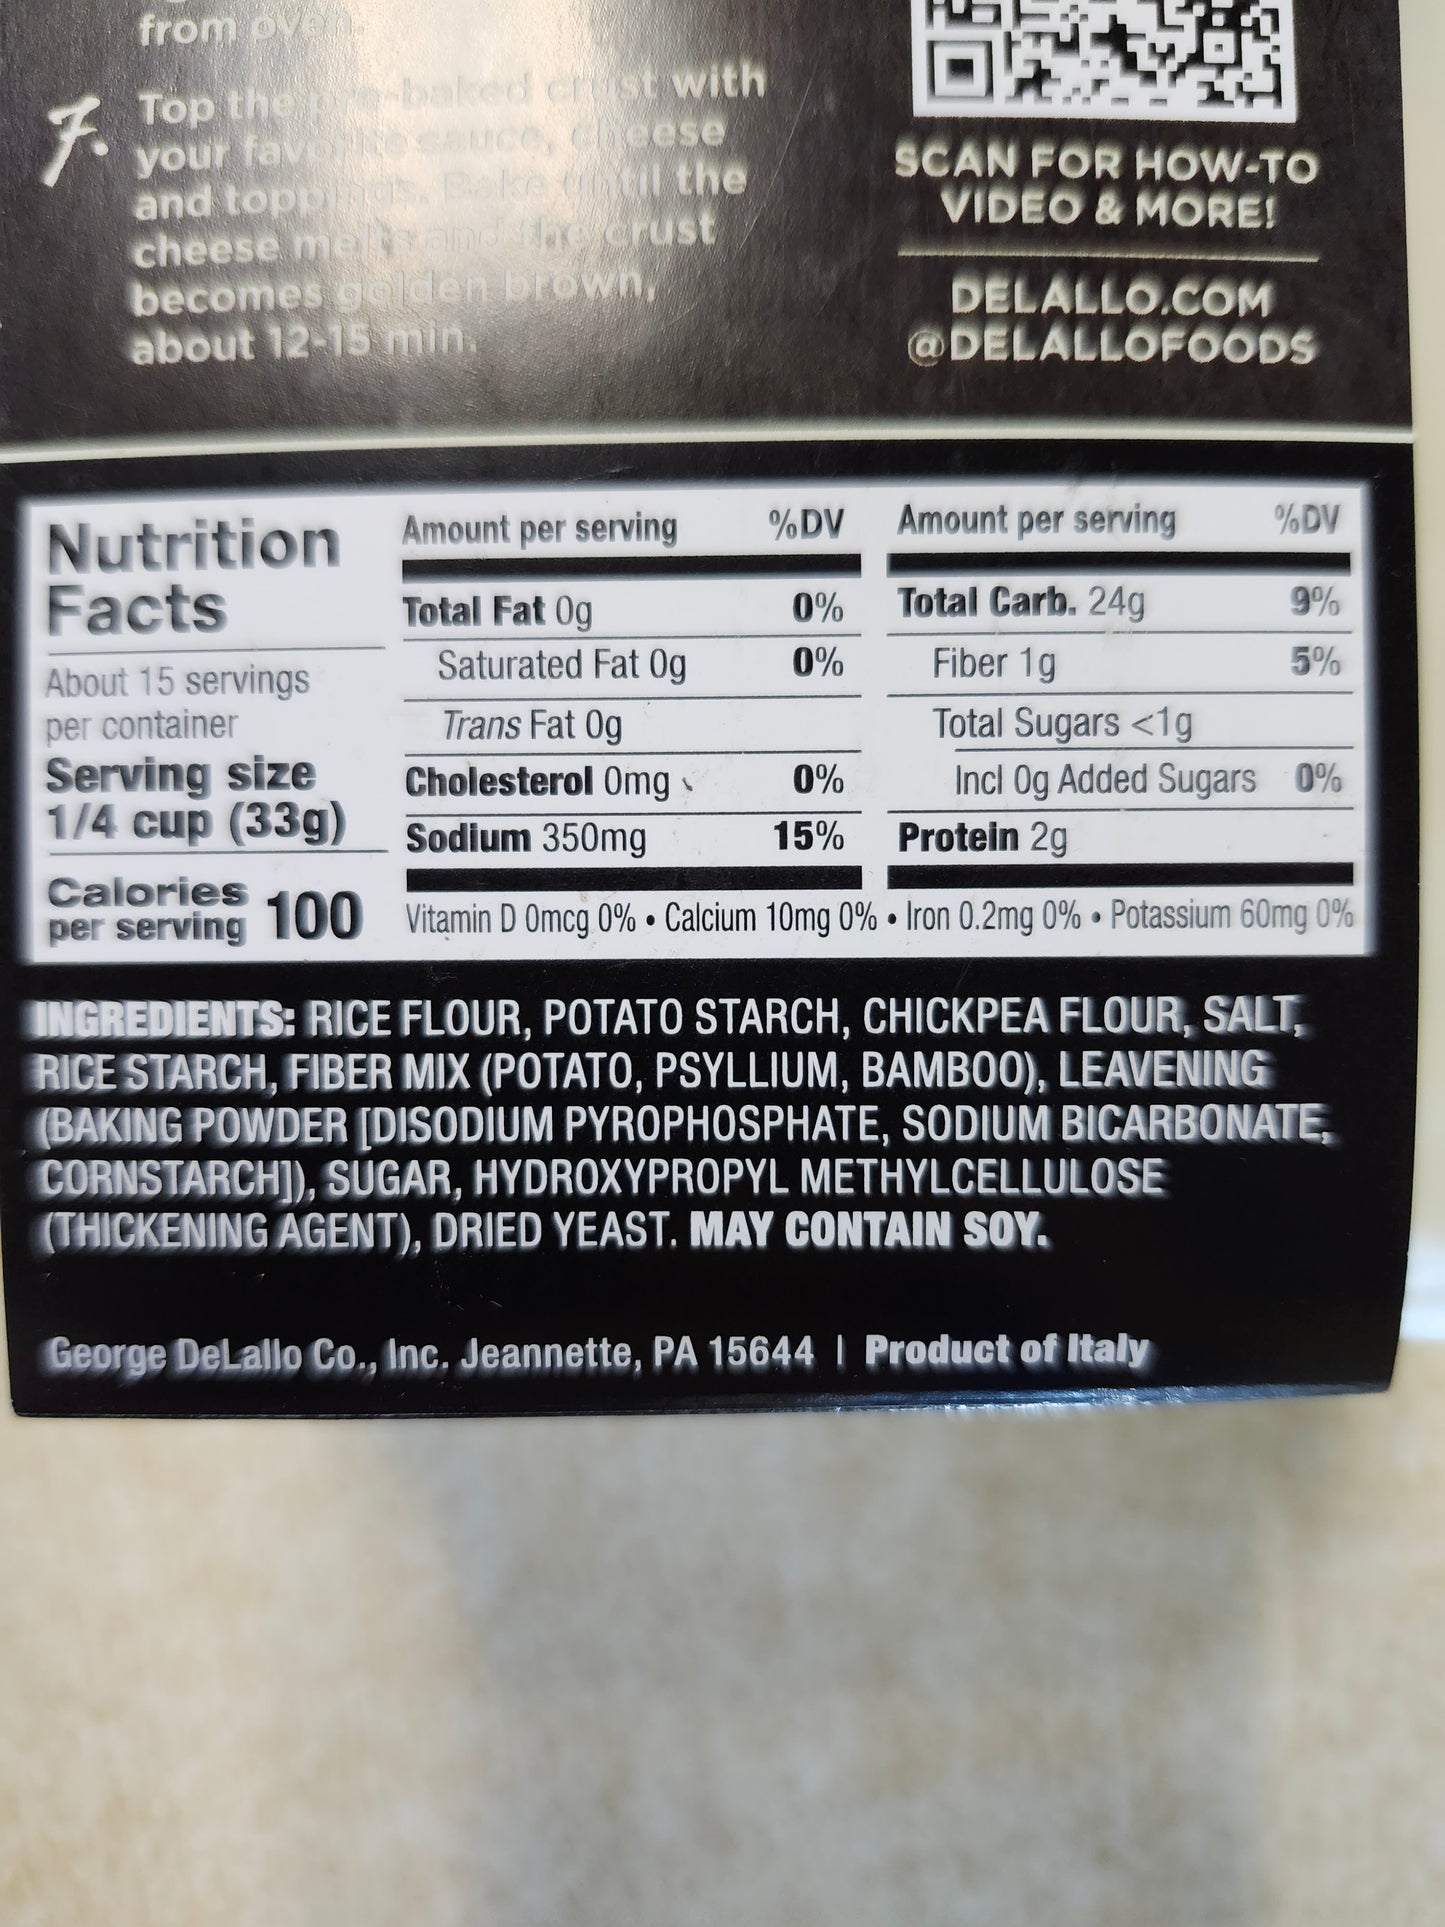 from oven.
7. Top the pre-baked crust with
your favorite sauce, cheese
and toppings. Bake until the
cheese melts and the crust
becomes golden brown,
about 12-15 min.
SCAN FOR HOW-TO
VIDEO & MORE!
DELALLO.COM
@DELALLOFOODS
Nutrition
Facts
About 15 servings
per container
Serving size
1/4 cup (33g)
Calories
per serving 100
Amount per serving %DV
Total Fat 0g 0%
Saturated Fat 0g 0%
Trans Fat 0g
Cholesterol 0mg 0%
Sodium 350mg 15%
Amount per serving %DV
Total Carb. 24g 9%
Fiber 1g 5%
Total Sugars <1g
Incl 0g Added Sugars 0%
Protein 2g
Vitamin D 0mcg 0% • Calcium 10mg 0% • Iron 0.2mg 0% • Potassium 60mg 0%
INGREDIENTS: RICE FLOUR, POTATO STARCH, CHICKPEA FLOUR, SALT,
RICE STARCH, FIBER MIX (POTATO, PSYLLIUM, BAMBOO), LEAVENING
(BAKING POWDER [DISODIUM PYROPHOSPHATE, SODIUM BICARBONATE,
CORNSTARCH]), SUGAR, HYDROXYPROPYL METHYLCELLULOSE
(THICKENING AGENT), DRIED YEAST. MAY CONTAIN SOY.
George DeLallo Co., Inc. Jeannette, PA 15644 | Product of Italy